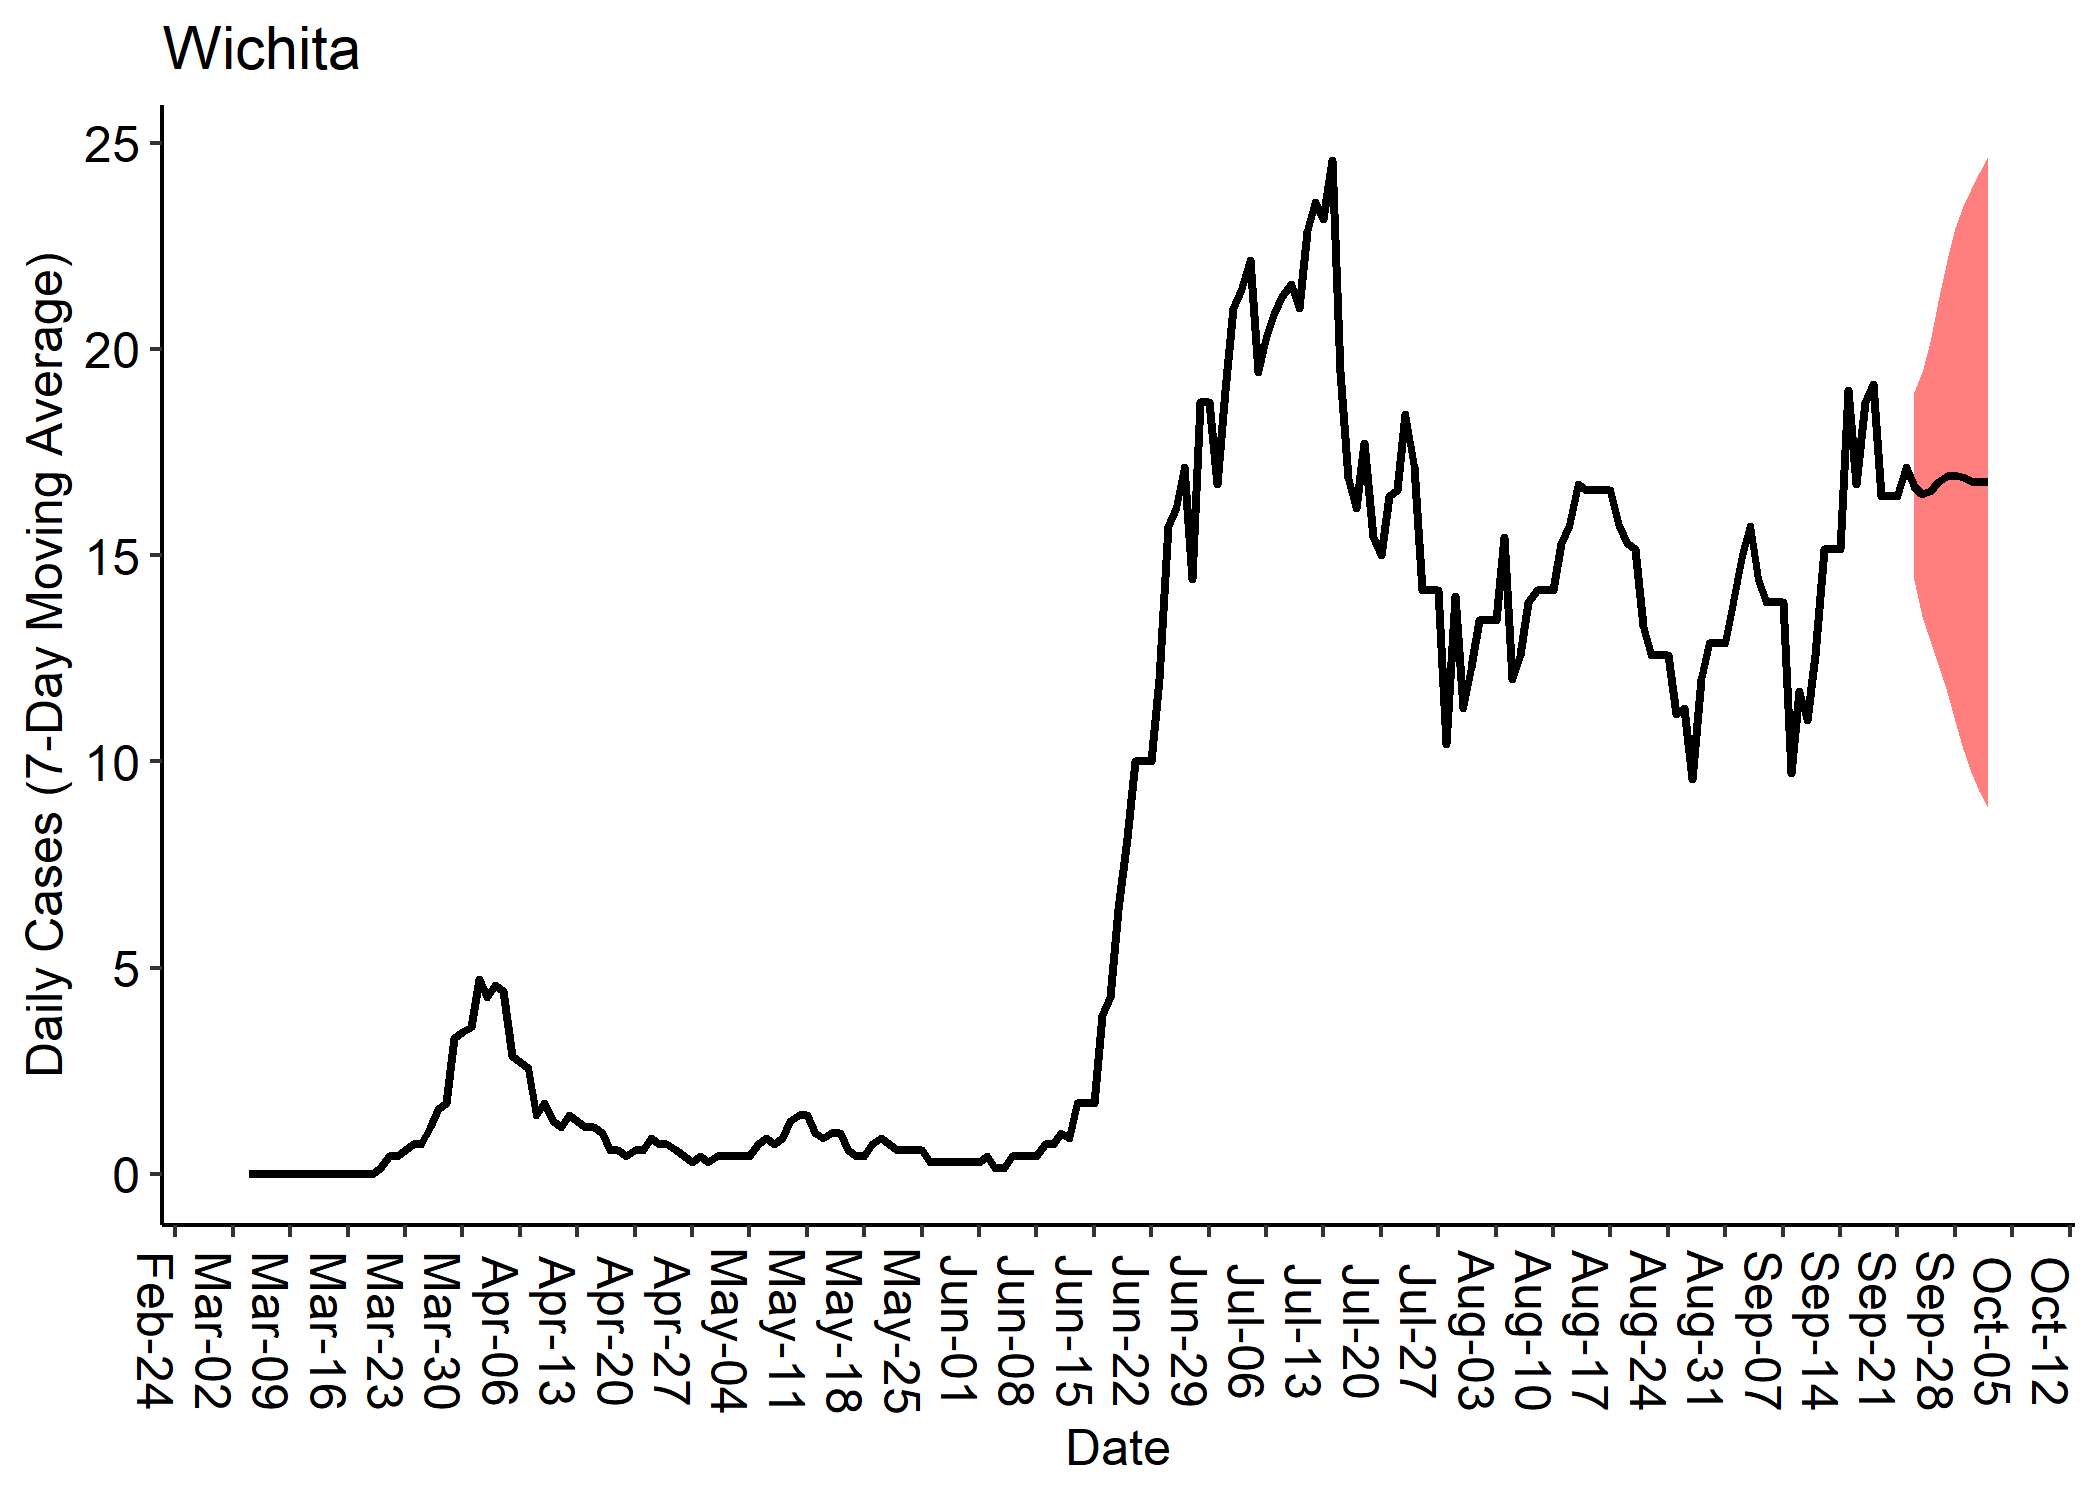 Wichita
Daily Cases (7-Day Moving Average)
25
20
15
10
5
0
Feb-24
Mar-02
Mar-09
Mar-16
Mar-23
Mar-30
Apr-06
Apr-13
Apr-20
Apr-27
May-04
May-11
May-18
May-25
Jun-01
Jun-08
Jun-15
Jun-22
Jun-29
Jul-06
Jul-13
Jul-20
Jul-27
Aug-03
Aug-10
Aug-17
Aug-24
Aug-31
Sep-07
Sep-14
Sep-21
Sep-28
Oct-05
Oct-12
Date